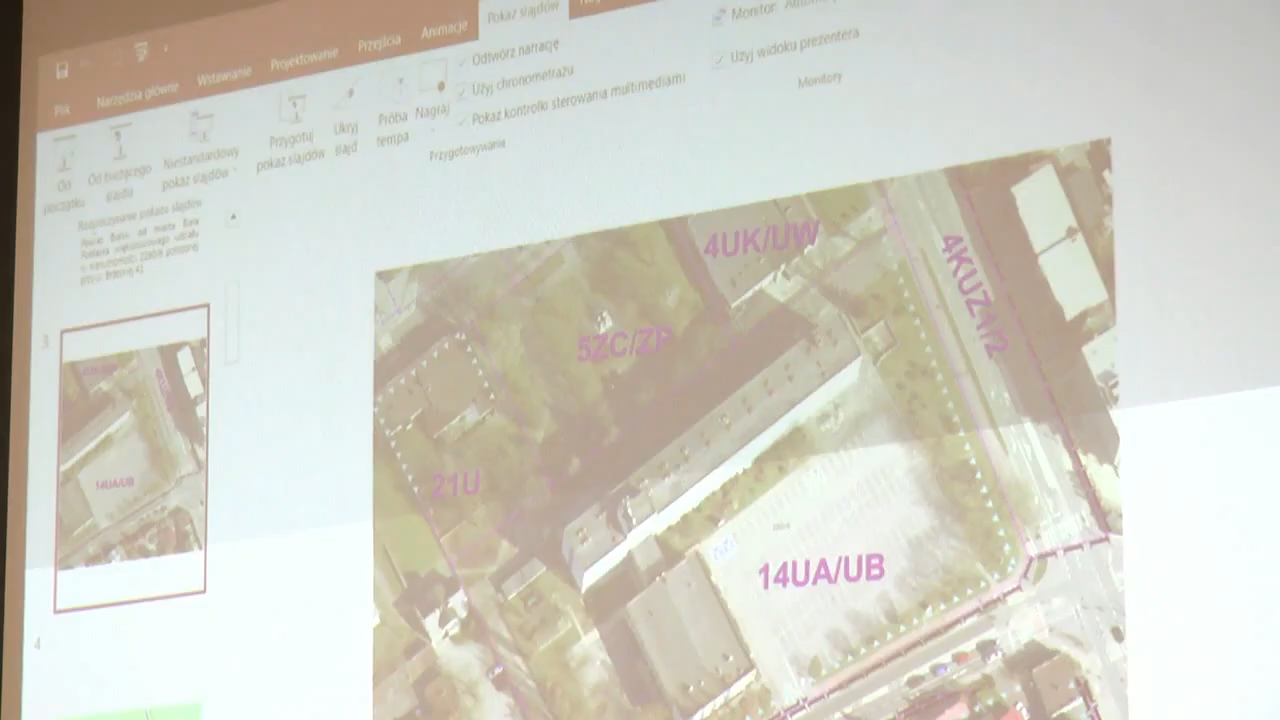 Pokaz slajdów
Plik
Narzędzia główne
Wstawianie
Projektowanie
Przejścia
Animacje
Od początku
Od bieżącego slajdu
Niestandardowy pokaz slajdów
Przygotuj pokaz slajdów
Ukryj slajd
Próba tempa
Nagraj
Odtwórz narrację
Użyj chronometrażu
Pokaż kontrolki sterowania multimediami
Monitor:
Użyj widoku prezentera
Rozpoczynanie pokazu slajdów
Przygotowywanie
Monitory
3
14UA/UB
4
4UK/UW
4KUZ1/2
5ZC/ZP
21U
14UA/UB